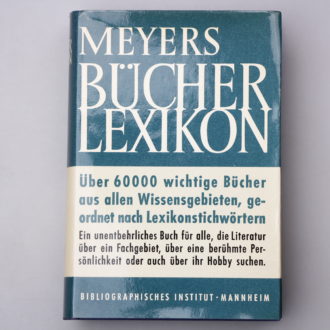 MEYERS
BÜCHER
LEXIKON
Über 60000 wichtige Bücher
aus allen Wissensgebieten, ge-
ordnet nach Lexikonstichwörtern
Ein unentbehrliches Buch für alle, die Literatur
über ein Fachgebiet, über eine berühmte Per-
sönlichkeit oder auch über ihr Hobby suchen.
BIBLIOGRAPHISCHES INSTITUT · MANNHEIM